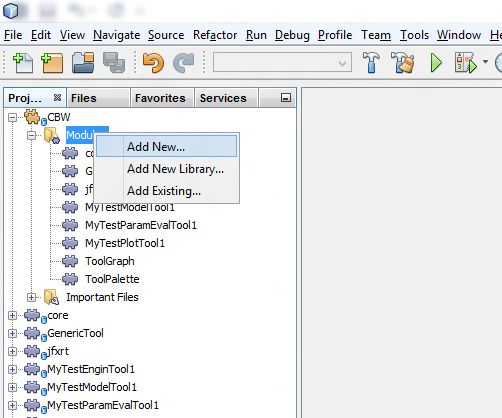 File Edit View Navigate Source Refactor Run Debug Profile Team Tools Window He
Proj... Files Favorites Services
CBW
Modul
Add New...
co
Add New Library...
G
Add Existing...
jf
MyTestModelTool1
MyTestParamEvalTool1
MyTestPlotTool1
ToolGraph
ToolPalette
Important Files
core
GenericTool
jfxrt
MyTestEnginTool1
MyTestModelTool1
MyTestParamEvalTool1